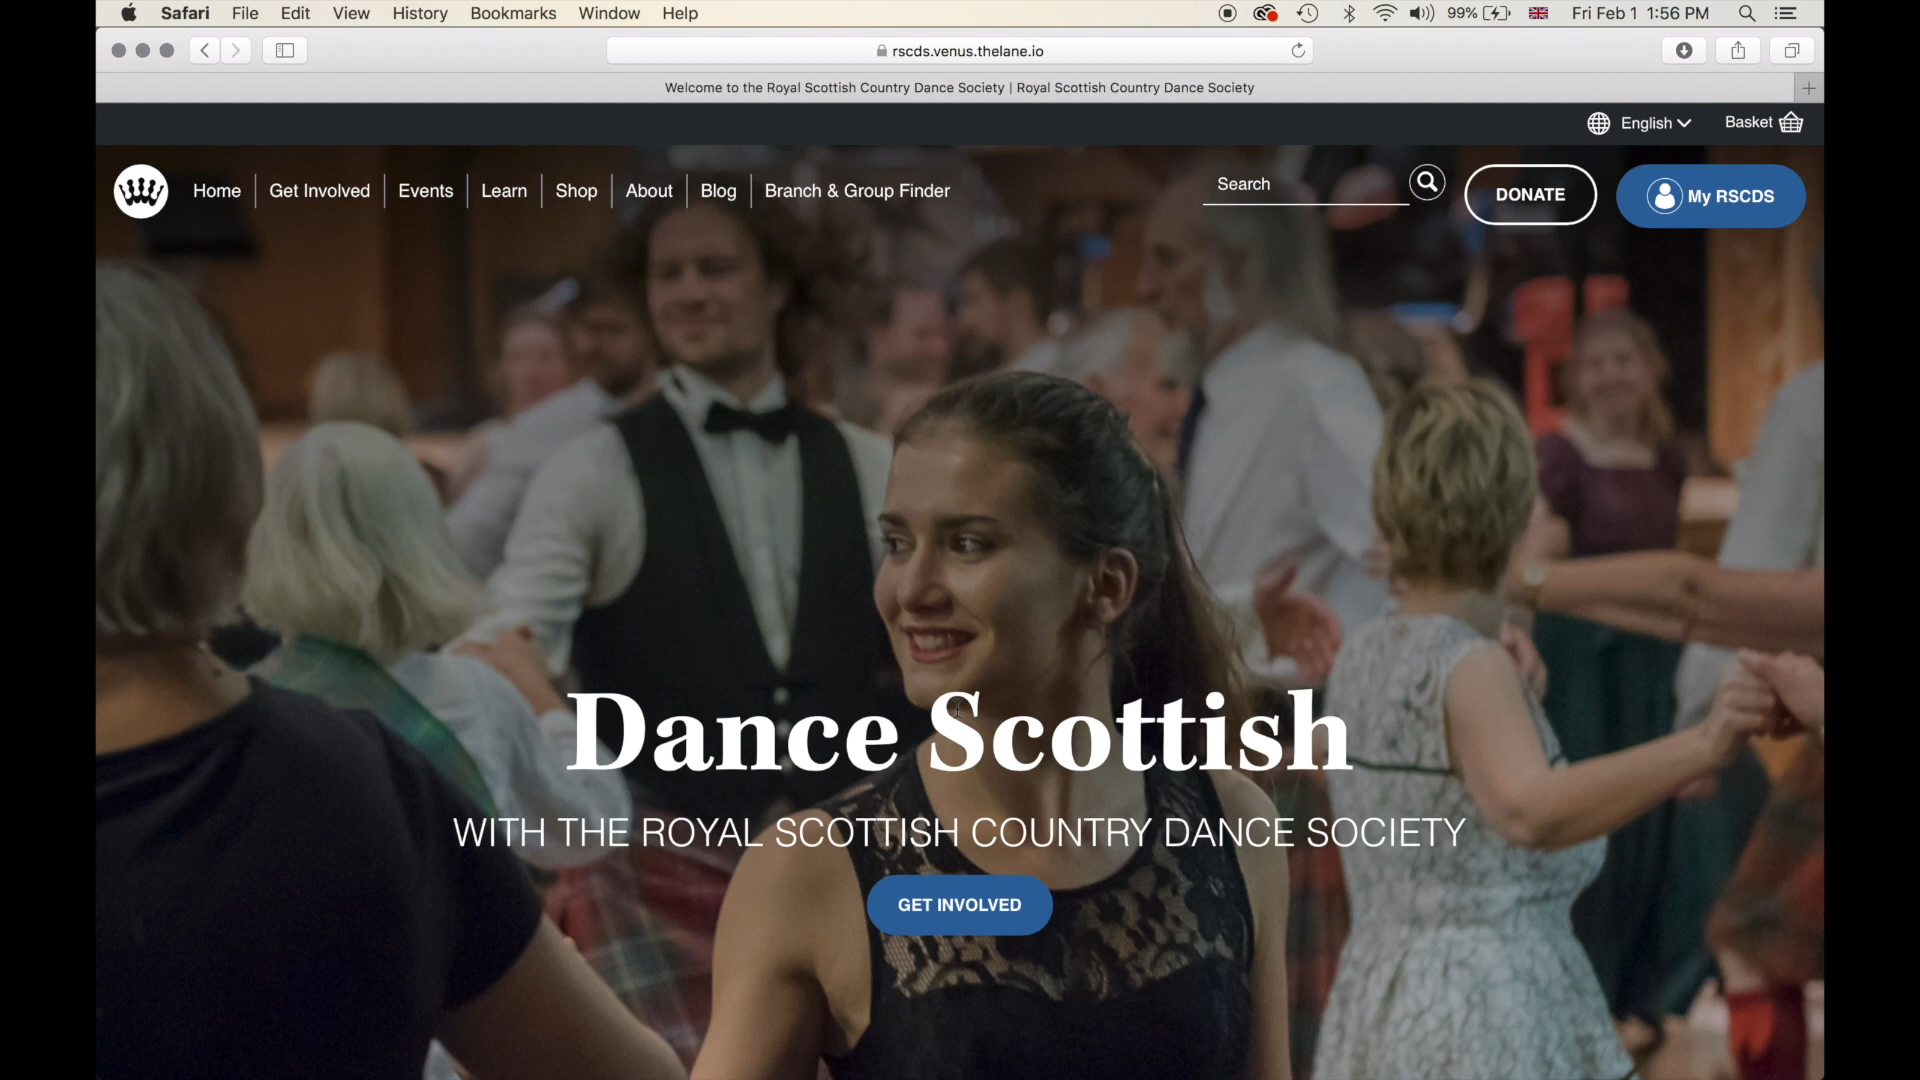 Safari File Edit View History Bookmarks Window Help 99% Fri Feb 1 1:56 PM
rscds.venus.thelane.io
Welcome to the Royal Scottish Country Dance Society | Royal Scottish Country Dance Society
English Basket
Home Get Involved Events Learn Shop About Blog Branch & Group Finder Search DONATE My RSCDS
Dance Scottish
WITH THE ROYAL SCOTTISH COUNTRY DANCE SOCIETY
GET INVOLVED